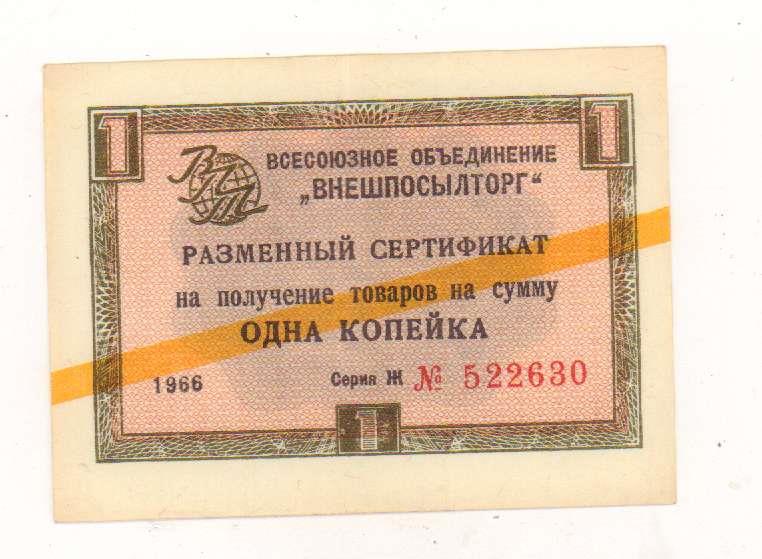 1 1
ВПТ
ВСЕСОЮЗНОЕ ОБЪЕДИНЕНИЕ
„ВНЕШПОСЫЛТОРГ“
РАЗМЕННЫЙ СЕРТИФИКАТ
на получение товаров на сумму
ОДНА КОПЕЙКА
1966 Серия Ж № 522630
1